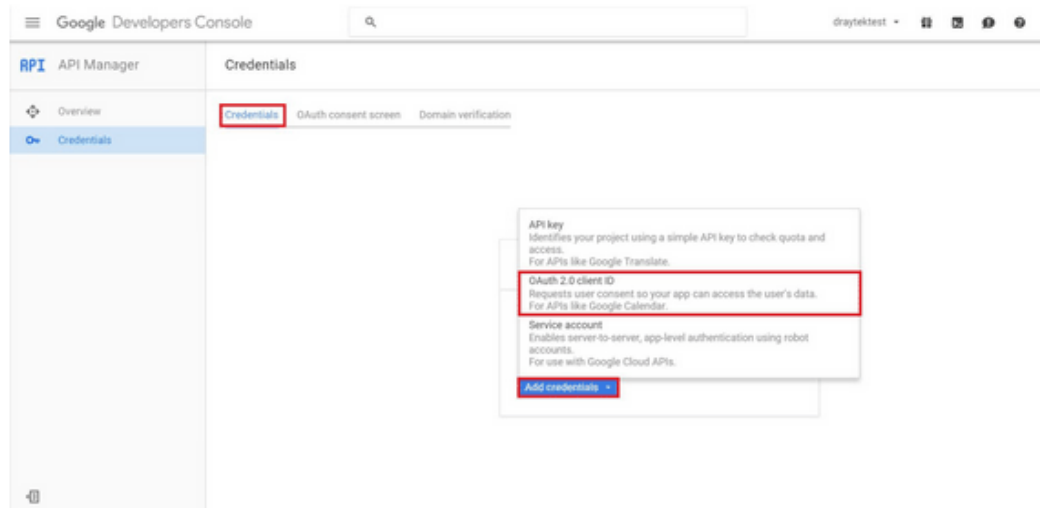 Google Developers Console
draytektest
API API Manager
Credentials
Overview
Credentials
Credentials OAuth consent screen Domain verification
API key
Identifies your project using a simple API key to check quota and
access.
For APIs like Google Translate.
OAuth 2.0 client ID
Requests user consent so your app can access the user's data.
For APIs like Google Calendar.
Service account
Enables server-to-server, app-level authentication using robot
accounts.
For use with Google Cloud APIs.
Add credentials